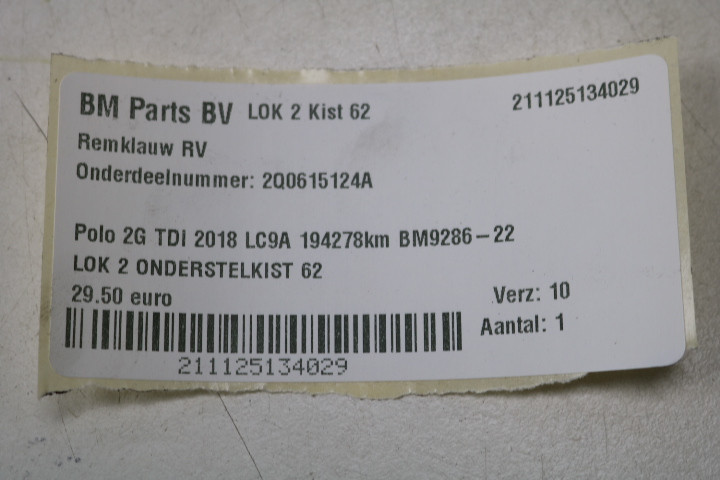 BM Parts BV LOK 2 Kist 62 211125134029
Remklauw RV
Onderdeelnummer: 2Q0615124A
Polo 2G TDI 2018 LC9A 194278km BM9286-22
LOK 2 ONDERSTELKIST 62
29.50 euro Verz: 10
Aantal: 1
211125134029